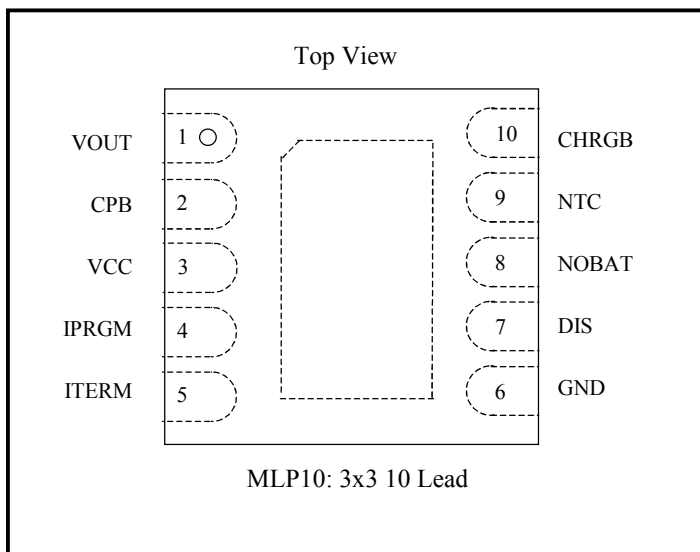 Top View
VOUT 1 10 CHRGB
CPB 2 9 NTC
VCC 3 8 NOBAT
IPRGM 4 7 DIS
ITERM 5 6 GND
MLP10: 3x3 10 Lead